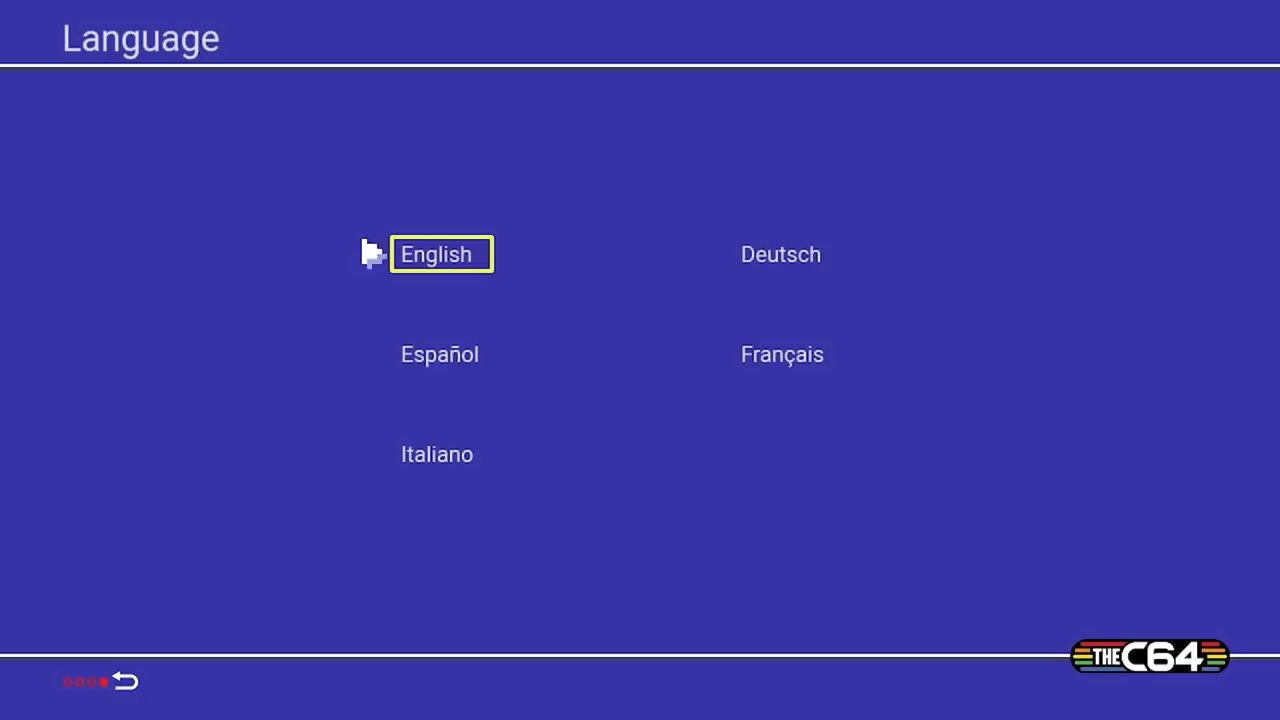 Language
English
Deutsch
Español
Français
Italiano
THEC64